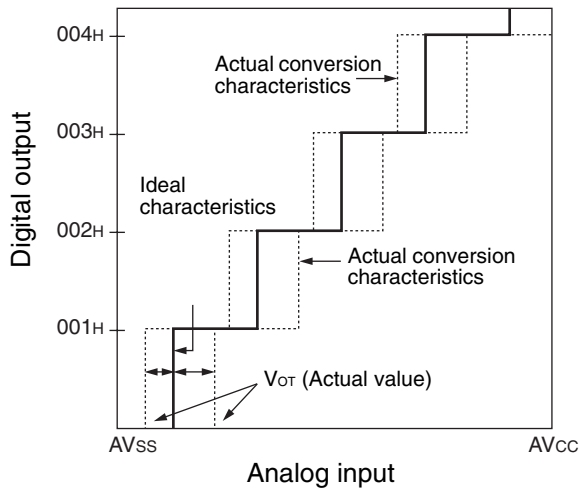 004H
Actual conversion
characteristics
003H
Digital output
Ideal
characteristics
002H
Actual conversion
characteristics
001H
VOT (Actual value)
AVSS
AVCC
Analog input